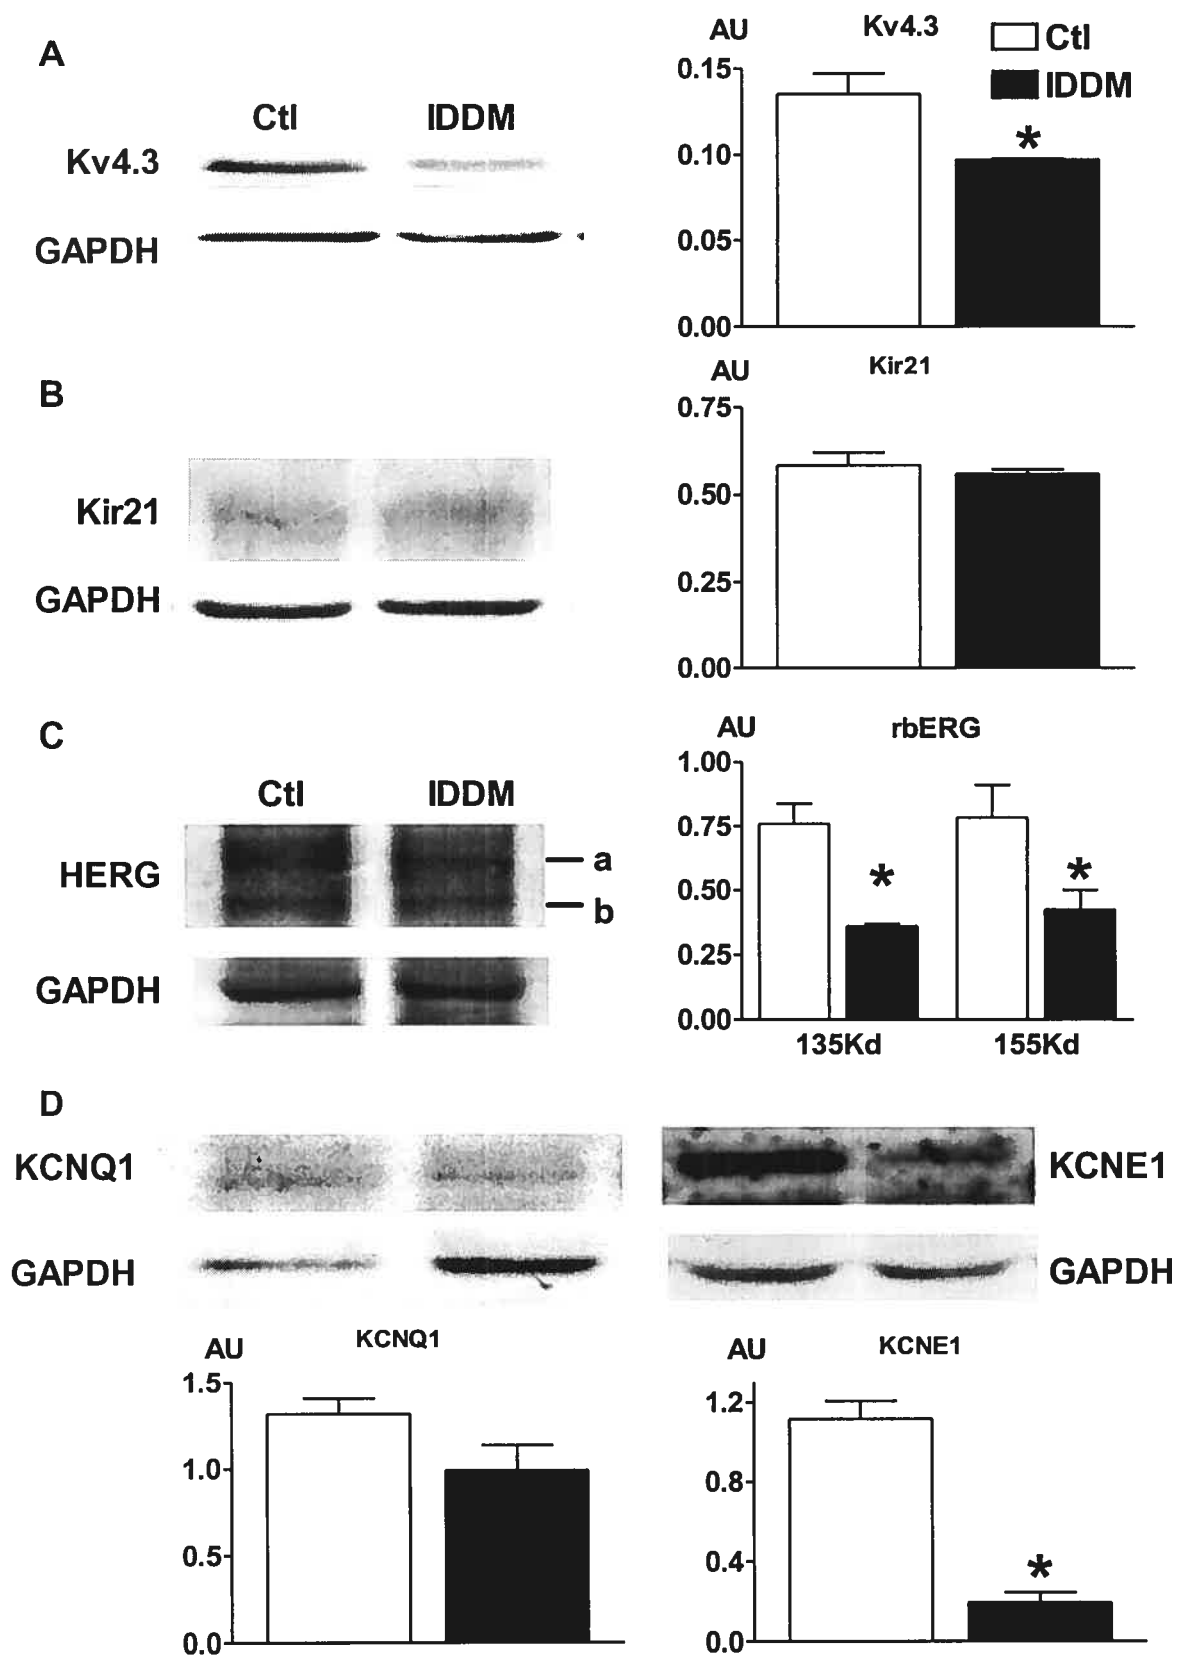 A
Ctl IDDM
Kv4.3
GAPDH
AU Kv4.3
Ctl
IDDM
0.15
0.10
*
0.05
0.00
B
Kir21
GAPDH
AU Kir21
0.75
0.50
0.25
0.00
C
Ctl IDDM
HERG
a
b
GAPDH
AU rbERG
1.00
0.75
0.50
0.25
0.00
* *
135Kd 155Kd
D
KCNQ1
GAPDH
KCNE1
GAPDH
AU KCNQ1
1.5
1.0
0.5
0.0
AU KCNE1
1.2
0.8
0.4
0.0
*